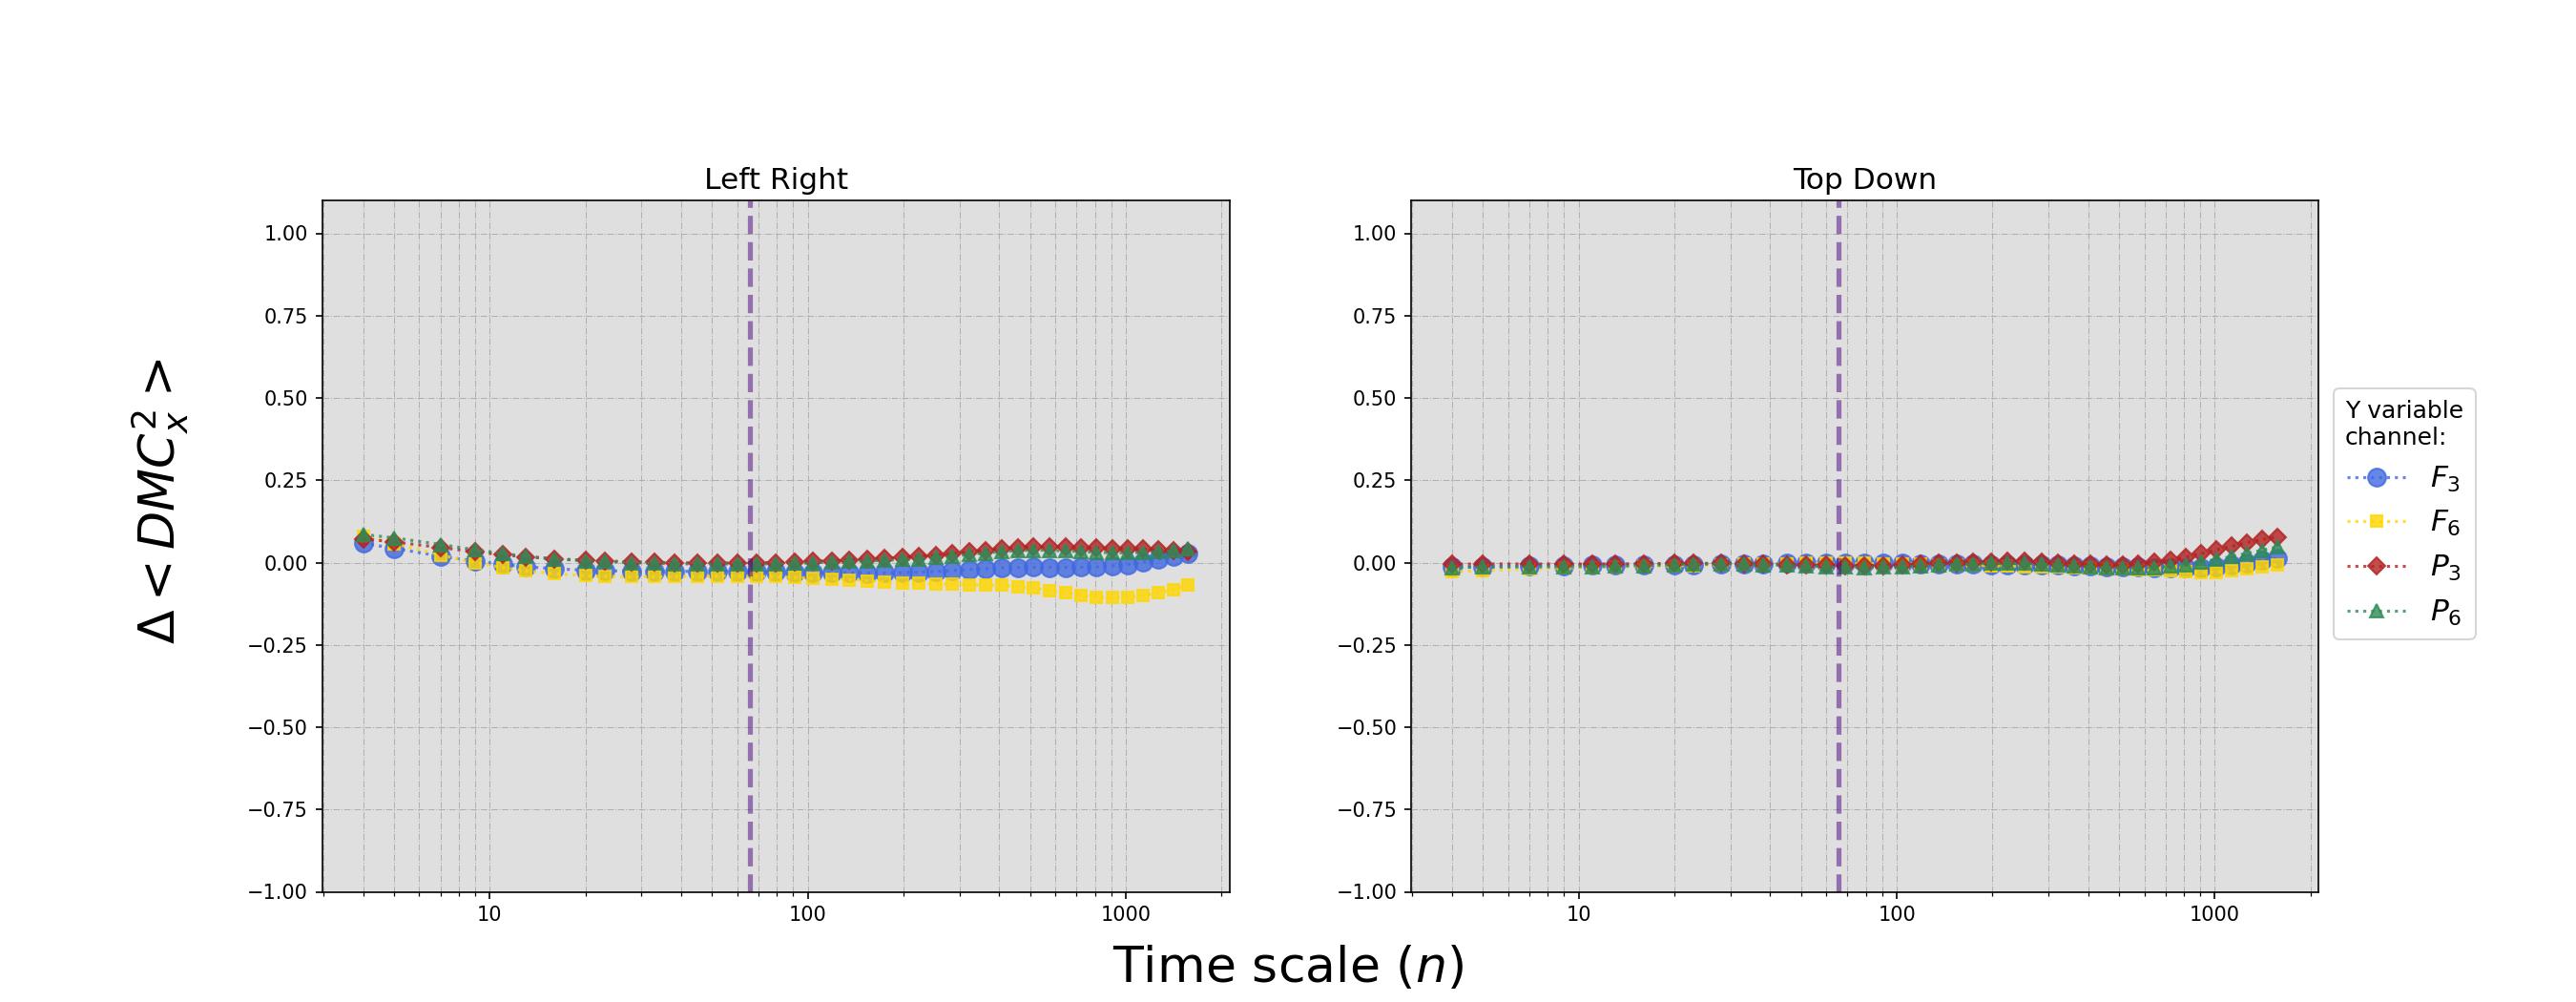 Left Right
Top Down
Δ < DMC²ₓ >
1.00
0.75
0.50
0.25
0.00
−0.25
−0.50
−0.75
−1.00
10 100 1000
1.00
0.75
0.50
0.25
0.00
−0.25
−0.50
−0.75
−1.00
10 100 1000
Y variable
channel:
F₃
F₆
P₃
P₆
Time scale (n)